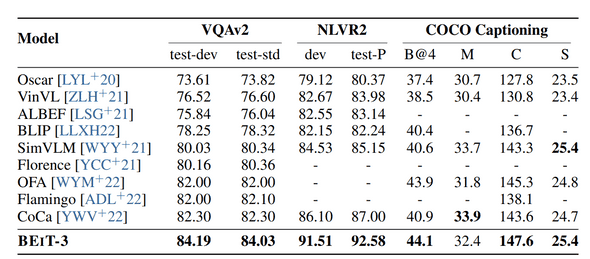 Model VQAv2 NLVR2 COCO Captioning
test-dev test-std dev test-P B@4 M C S
Oscar [LYL+20] 73.61 73.82 79.12 80.37 37.4 30.7 127.8 23.5
VinVL [ZLH+21] 76.52 76.60 82.67 83.98 38.5 30.4 130.8 23.4
ALBEF [LSG+21] 75.84 76.04 82.55 83.14 - - - -
BLIP [LLXH22] 78.25 78.32 82.15 82.24 40.4 - 136.7 -
SimVLM [WYY+21] 80.03 80.34 84.53 85.15 40.6 33.7 143.3 25.4
Florence [YCC+21] 80.16 80.36 - - - - - -
OFA [WYM+22] 82.00 82.00 - - 43.9 31.8 145.3 24.8
Flamingo [ADL+22] 82.00 82.10 - - - - 138.1 -
CoCa [YWV+22] 82.30 82.30 86.10 87.00 40.9 33.9 143.6 24.7
BEIT-3 84.19 84.03 91.51 92.58 44.1 32.4 147.6 25.4